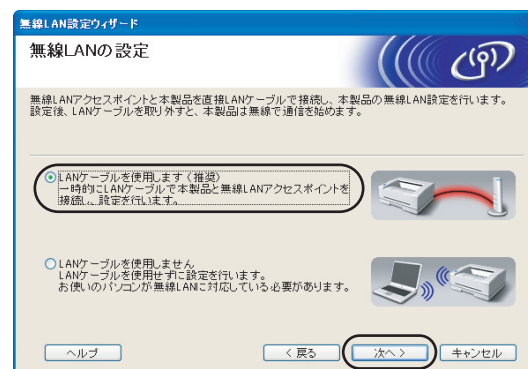 無線LAN設定ウィザード
無線LANの設定
無線LANアクセスポイントと本製品を直接LANケーブルで接続し、本製品の無線LAN設定を行います。
設定後、LANケーブルを取り外すと、本製品は無線で通信を始めます。
LANケーブルを使用します（推奨）
一時的にLANケーブルで本製品と無線LANアクセスポイントを
接続し、設定を行います。
LANケーブルを使用しません
LANケーブルを使用せずに設定を行います。
お使いのパソコンが無線LANに対応している必要があります。
ヘルプ
< 戻る
次へ >
キャンセル